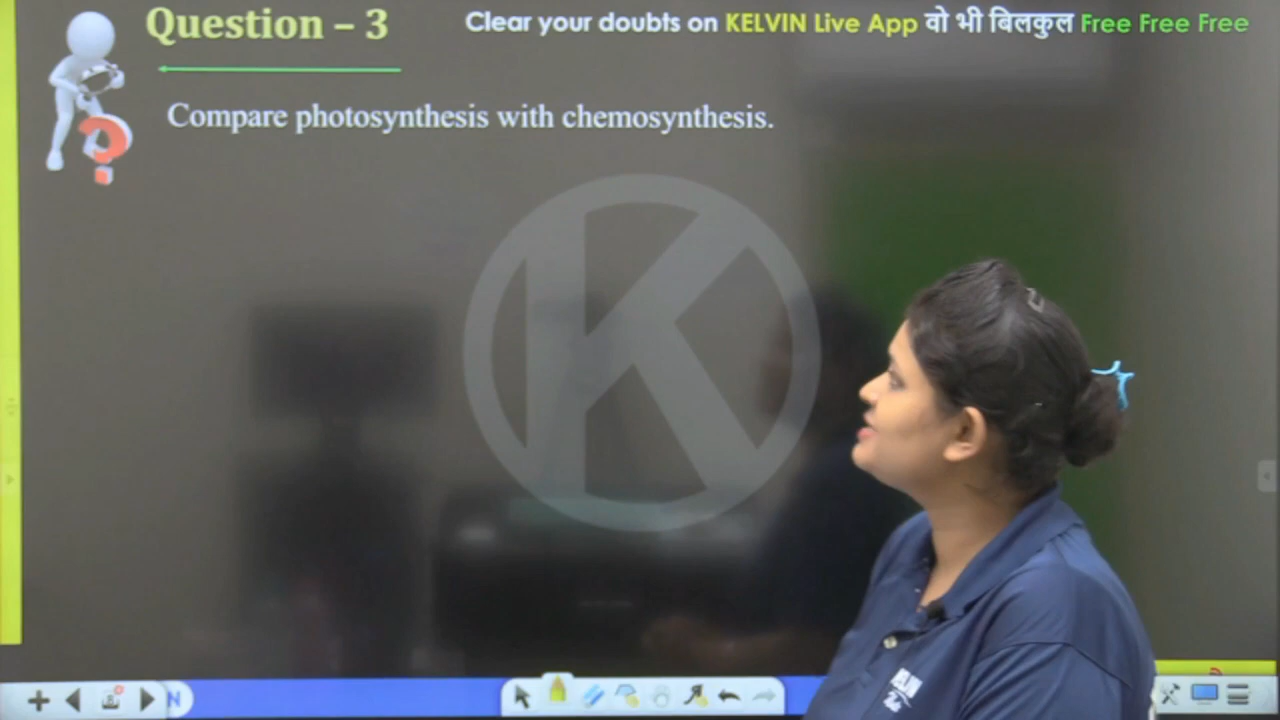 Question – 3
Clear your doubts on KELVIN Live App वो भी बिलकुल Free Free Free
Compare photosynthesis with chemosynthesis.
K
N